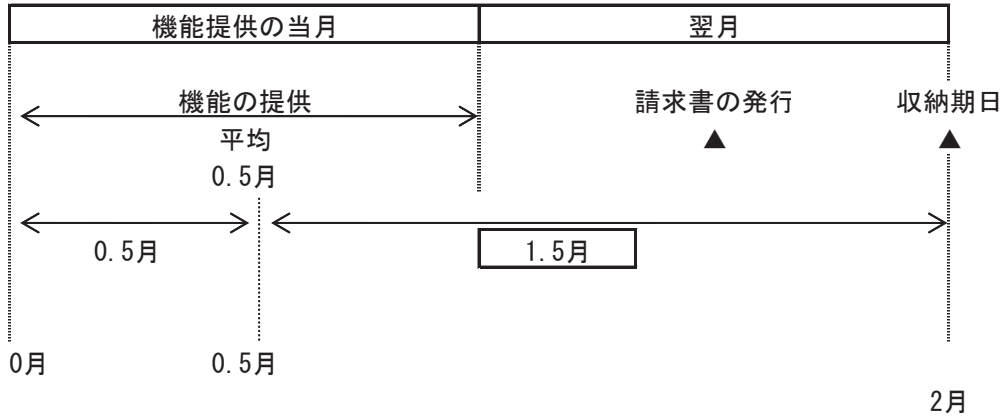 機能提供の当月 翌月
機能の提供 請求書の発行 収納期日
平均 ▲ ▲
0.5月
0.5月 1.5月
0月 0.5月
2月